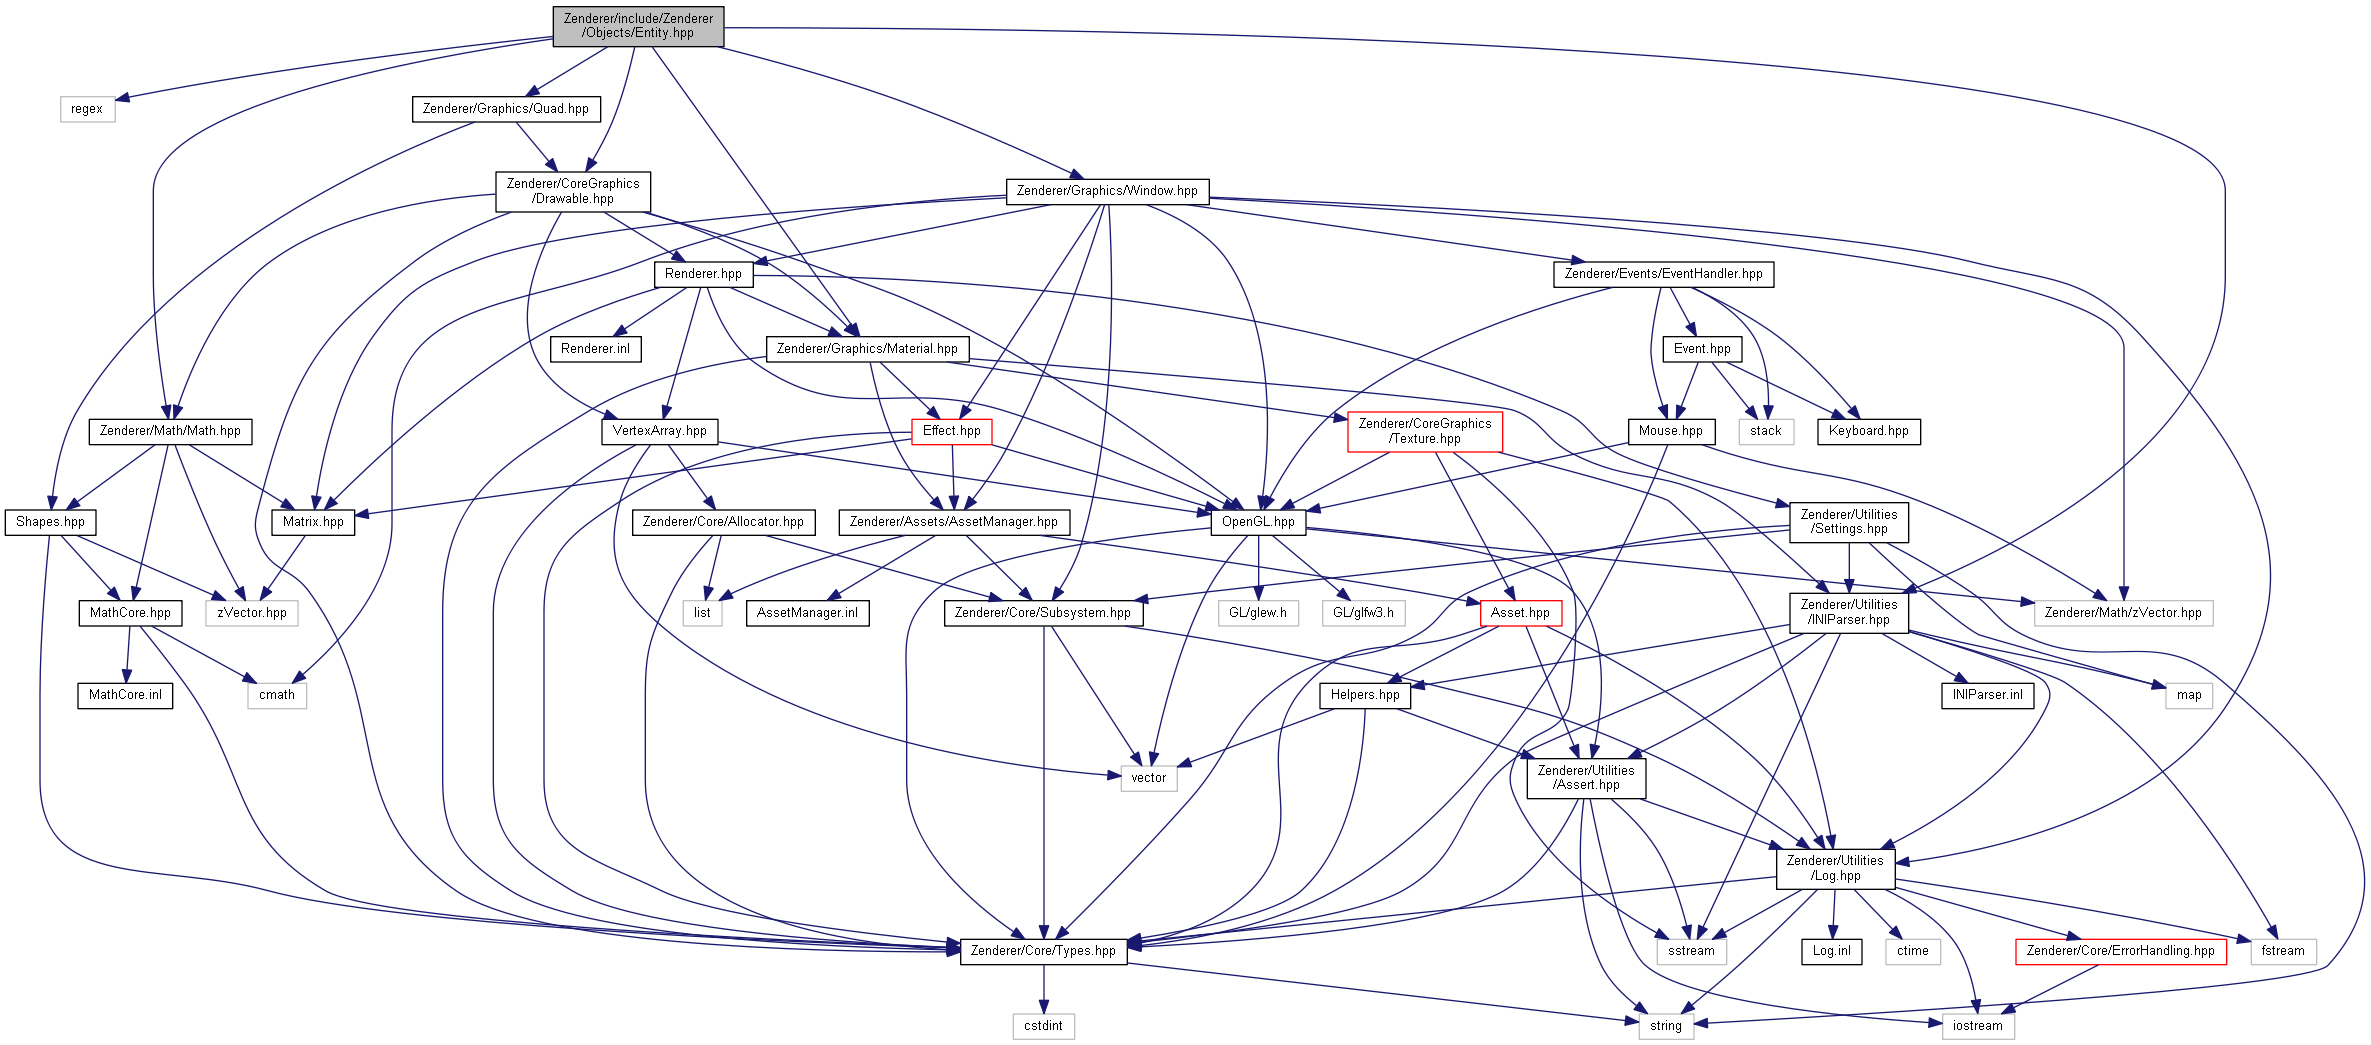 Zenderer/include/Zenderer
/Objects/Entity.hpp
regex
Zenderer/Graphics/Quad.hpp
Zenderer/CoreGraphics
/Drawable.hpp
Zenderer/Graphics/Window.hpp
Renderer.hpp
Zenderer/Events/EventHandler.hpp
Renderer.inl
Zenderer/Graphics/Material.hpp
Event.hpp
Zenderer/Math/Math.hpp
VertexArray.hpp
Effect.hpp
Zenderer/CoreGraphics
/Texture.hpp
Mouse.hpp
stack
Keyboard.hpp
Shapes.hpp
Matrix.hpp
Zenderer/Core/Allocator.hpp
Zenderer/Assets/AssetManager.hpp
OpenGL.hpp
Zenderer/Utilities
/Settings.hpp
MathCore.hpp
zVector.hpp
list
AssetManager.inl
Zenderer/Core/Subsystem.hpp
GL/glew.h
GL/glfw3.h
Asset.hpp
Zenderer/Utilities
/INIParser.hpp
Zenderer/Math/zVector.hpp
MathCore.inl
cmath
Helpers.hpp
INIParser.inl
map
vector
Zenderer/Utilities
/Assert.hpp
Zenderer/Utilities
/Log.hpp
Zenderer/Core/Types.hpp
sstream
Log.inl
ctime
Zenderer/Core/ErrorHandling.hpp
fstream
cstdint
string
iostream